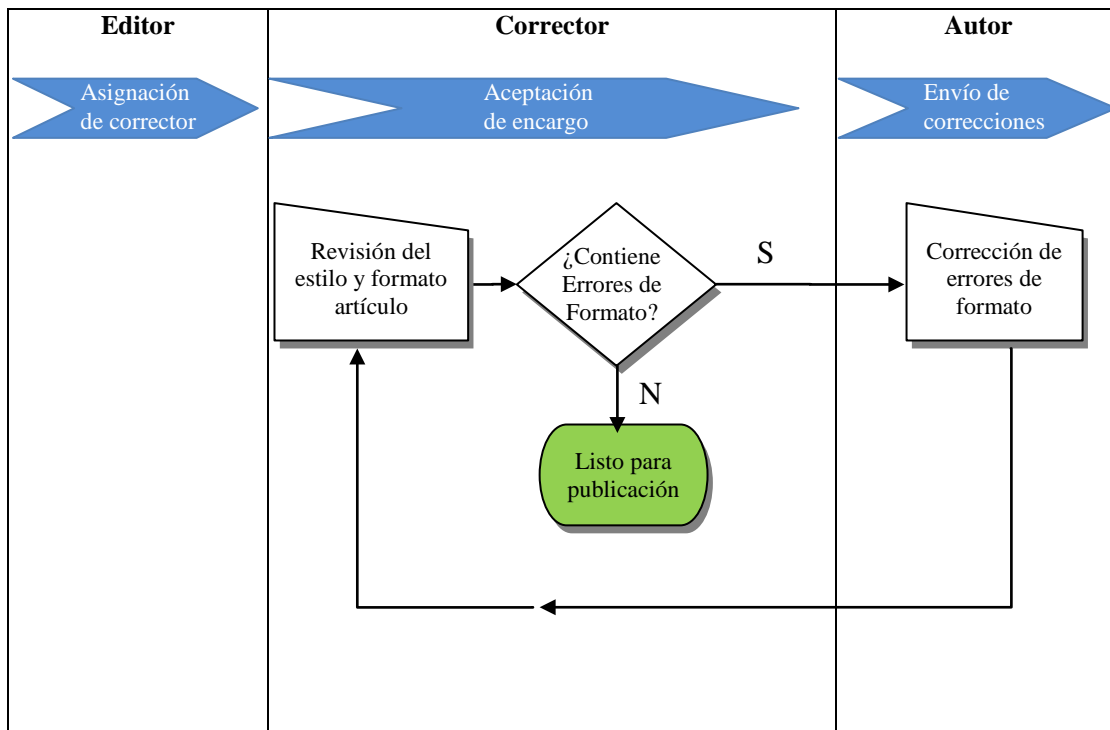 Editor
Corrector
Autor
Asignación
de corrector
Aceptación
de encargo
Envío de
correcciones
Revisión del
estilo y formato
artículo
¿Contiene
Errores de
Formato?
S
Corrección de
errores de
formato
N
Listo para
publicación